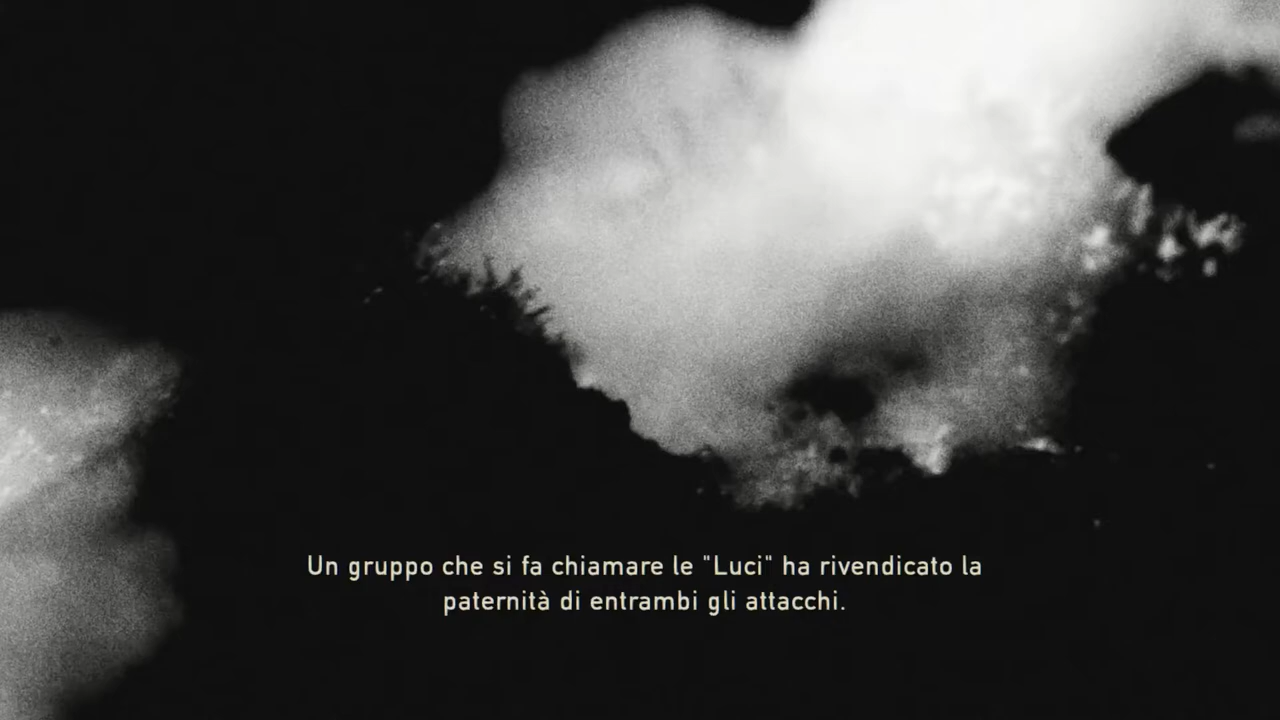 Un gruppo che si fa chiamare le "Luci" ha rivendicato la
paternità di entrambi gli attacchi.